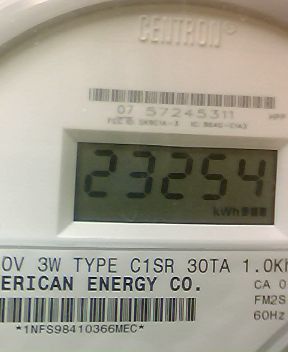 CENTRON®
07 57245311
23254
kWh
0V 3W TYPE C1SR 30TA 1.0Kh
ERICAN ENERGY CO.
CA 0
FM2S
60Hz
*1NFS98410366MEC*